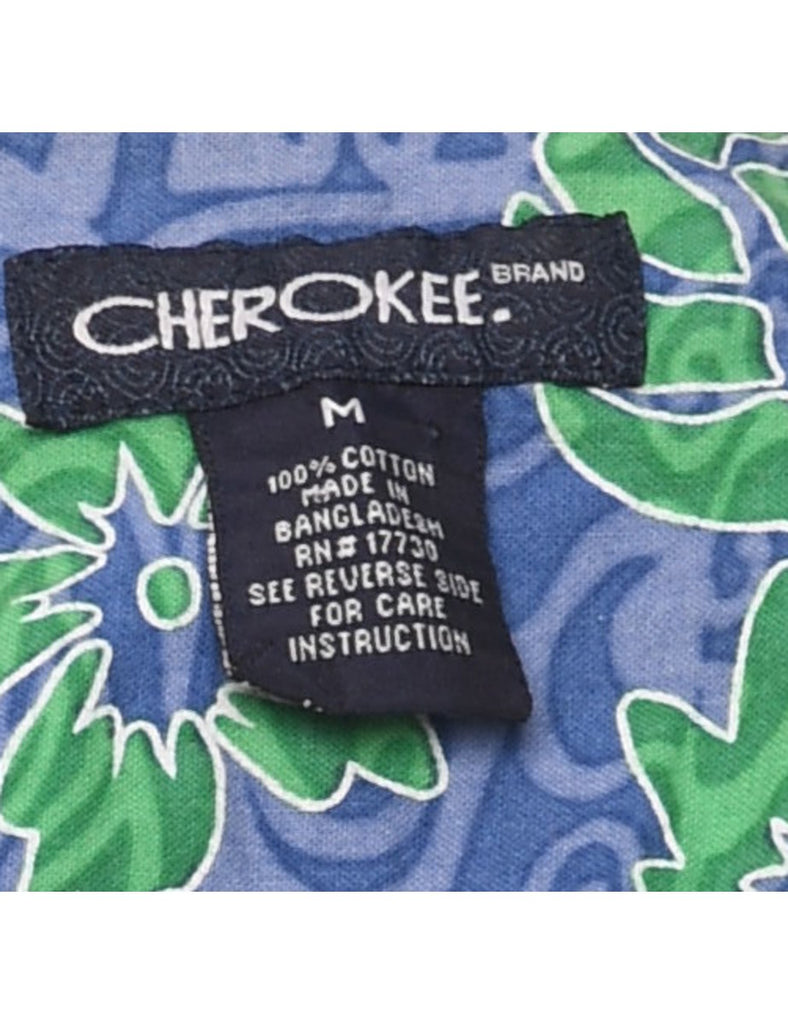 CHEROKEE. BRAND
M
100% COTTON
MADE IN
BANGLADESH
RN# 17730
SEE REVERSE SIDE
FOR CARE
INSTRUCTION